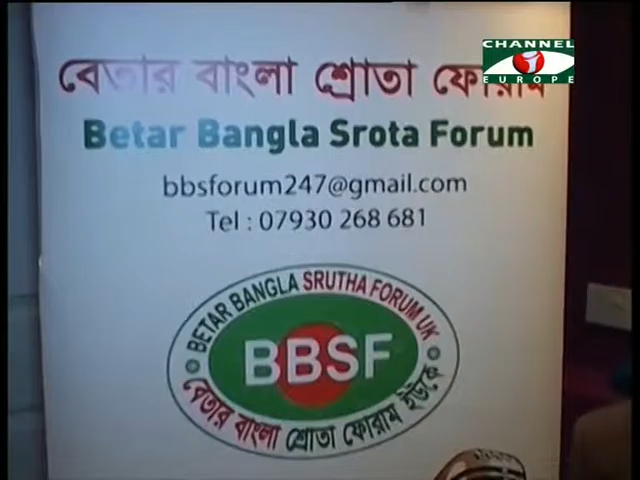 CHANNEL
i
EUROPE
বেতার বাংলা শ্রোতা ফোরাম
Betar Bangla Srota Forum
bbsforum247@gmail.com
Tel : 07930 268 681
BETAR BANGLA SRUTHA FORUM UK
BBSF
বেতার বাংলা শ্রোতা ফোরাম ইউকে